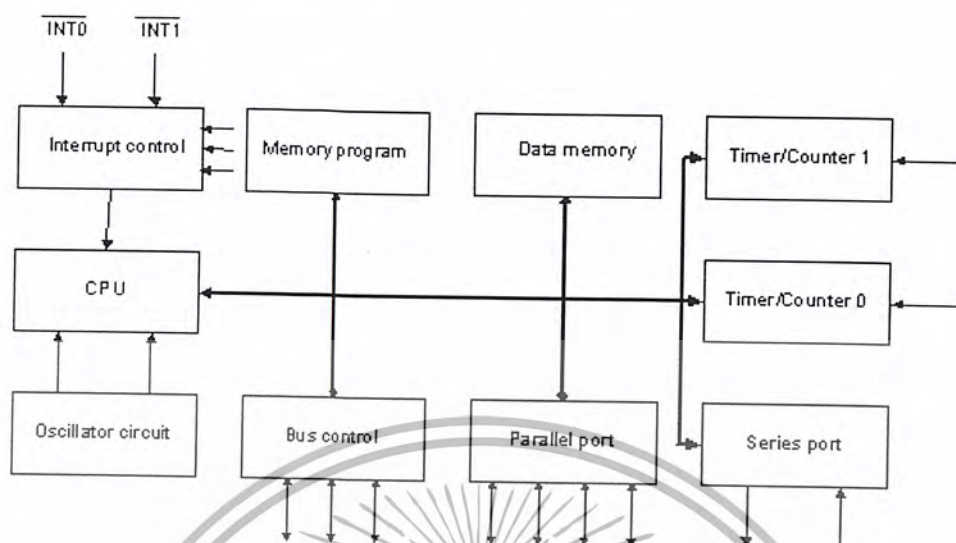 INT0 INT1
Interrupt control
Memory program
Data memory
Timer/Counter 1
CPU
Timer/Counter 0
Oscillator circuit
Bus control
Parallel port
Series port